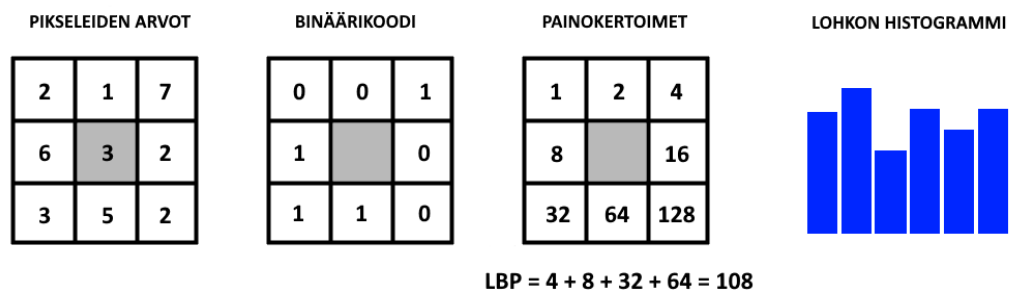 PIKSELEIDEN ARVOT BINÄÄRIKOODI PAINOKERTOIMET LOHKON HISTOGRAMMI
2 1 7 0 0 1 1 2 4
6 3 2 1 0 8 16
3 5 2 1 1 0 32 64 128
LBP = 4 + 8 + 32 + 64 = 108